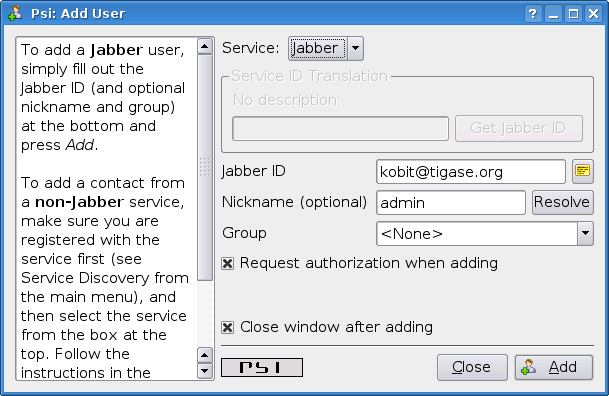 Psi: Add User
To add a Jabber user,
simply fill out the
Jabber ID (and optional
nickname and group)
at the bottom and
press Add.
To add a contact from
a non-Jabber service,
make sure you are
registered with the
service first (see
Service Discovery from
the main menu), and
then select the service
from the box at the
top. Follow the
instructions in the
Service: Jabber
Service ID Translation
No description
Get Jabber ID
Jabber ID kobit@tigase.org
Nickname (optional) admin Resolve
Group <None>
Request authorization when adding
Close window after adding
PSI Close Add